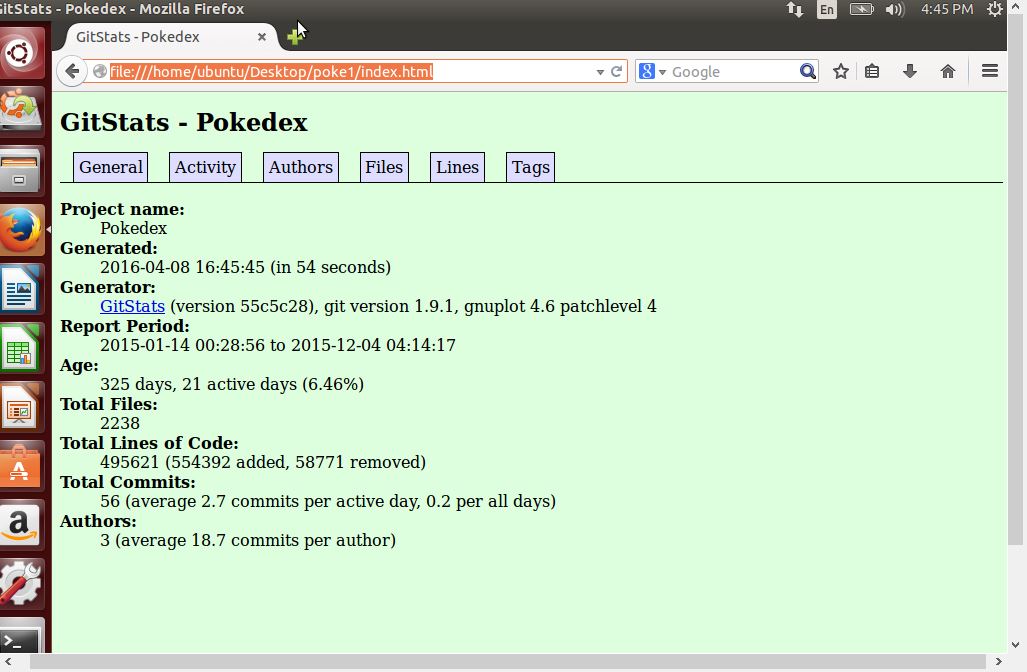 GitStats - Pokedex - Mozilla Firefox
En
4:45 PM
GitStats - Pokedex
file:///home/ubuntu/Desktop/poke1/index.html
8
Google
GitStats - Pokedex
General
Activity
Authors
Files
Lines
Tags
Project name:
Pokedex
Generated:
2016-04-08 16:45:45 (in 54 seconds)
Generator:
GitStats (version 55c5c28), git version 1.9.1, gnuplot 4.6 patchlevel 4
Report Period:
2015-01-14 00:28:56 to 2015-12-04 04:14:17
Age:
325 days, 21 active days (6.46%)
Total Files:
2238
Total Lines of Code:
495621 (554392 added, 58771 removed)
Total Commits:
56 (average 2.7 commits per active day, 0.2 per all days)
Authors:
3 (average 18.7 commits per author)